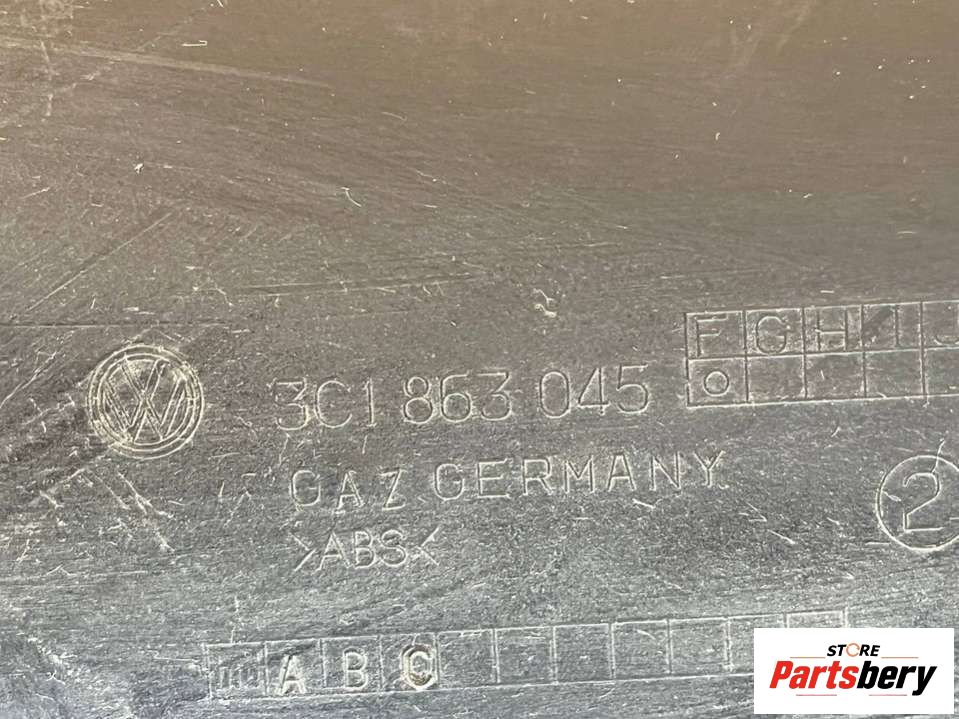 F G H I J
3C1 863 045
GAZ GERMANY
2
>ABS<
A B C
STORE
Partsbery